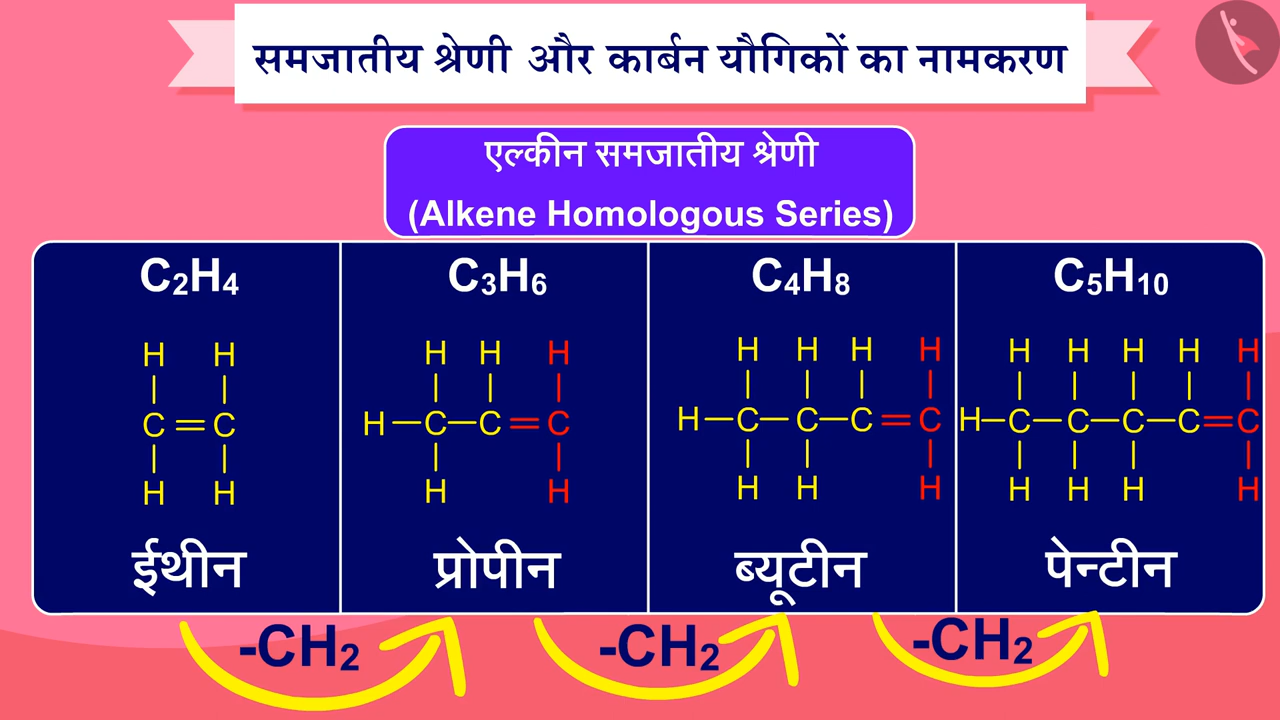 समजातीय श्रेणी और कार्बन यौगिकों का नामकरण
एल्कीन समजातीय श्रेणी
(Alkene Homologous Series)
C₂H₄ C₃H₆ C₄H₈ C₅H₁₀
H H H H H H H H H H H H H H
C=C H—C—C=C H—C—C—C=C H—C—C—C—C=C
H H H H H H H H H H H
ईथीन प्रोपीन ब्यूटीन पेन्टीन
-CH₂ -CH₂ -CH₂